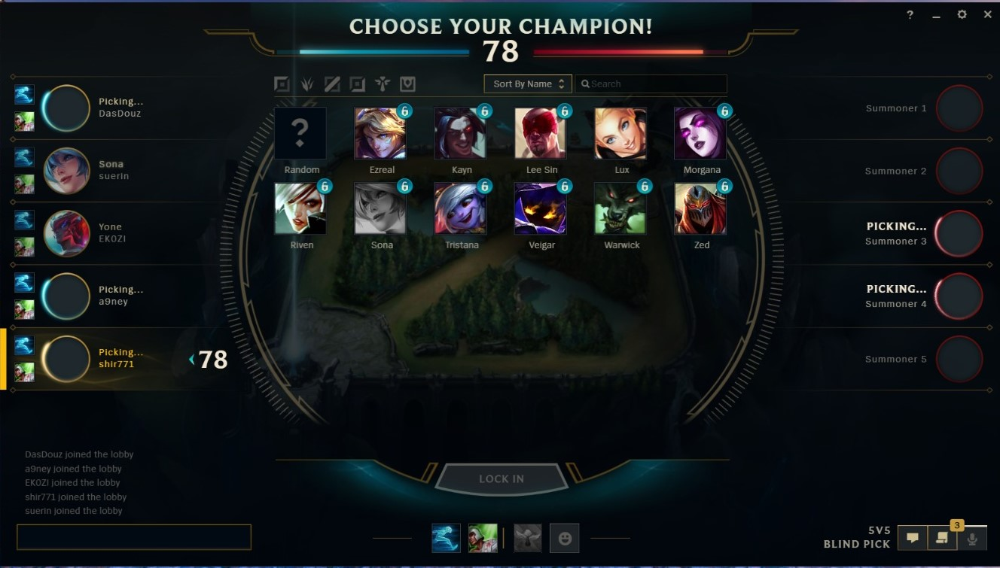 CHOOSE YOUR CHAMPION!
78
Sort By Name
Search
Picking...
DasDouz
Sona
suerin
Yone
EK0ZI
Picking...
a9ney
Picking...
shir771
78
?
Random
6
Ezreal
6
Kayn
6
Lee Sin
Lux
6
Morgana
6
Riven
6
Sona
6
Tristana
6
Veigar
6
Warwick
6
Zed
Summoner 1
Summoner 2
PICKING...
Summoner 3
PICKING...
Summoner 4
Summoner 5
DasDouz joined the lobby
a9ney joined the lobby
EK0ZI joined the lobby
shir771 joined the lobby
suerin joined the lobby
LOCK IN
5V5
BLIND PICK
3